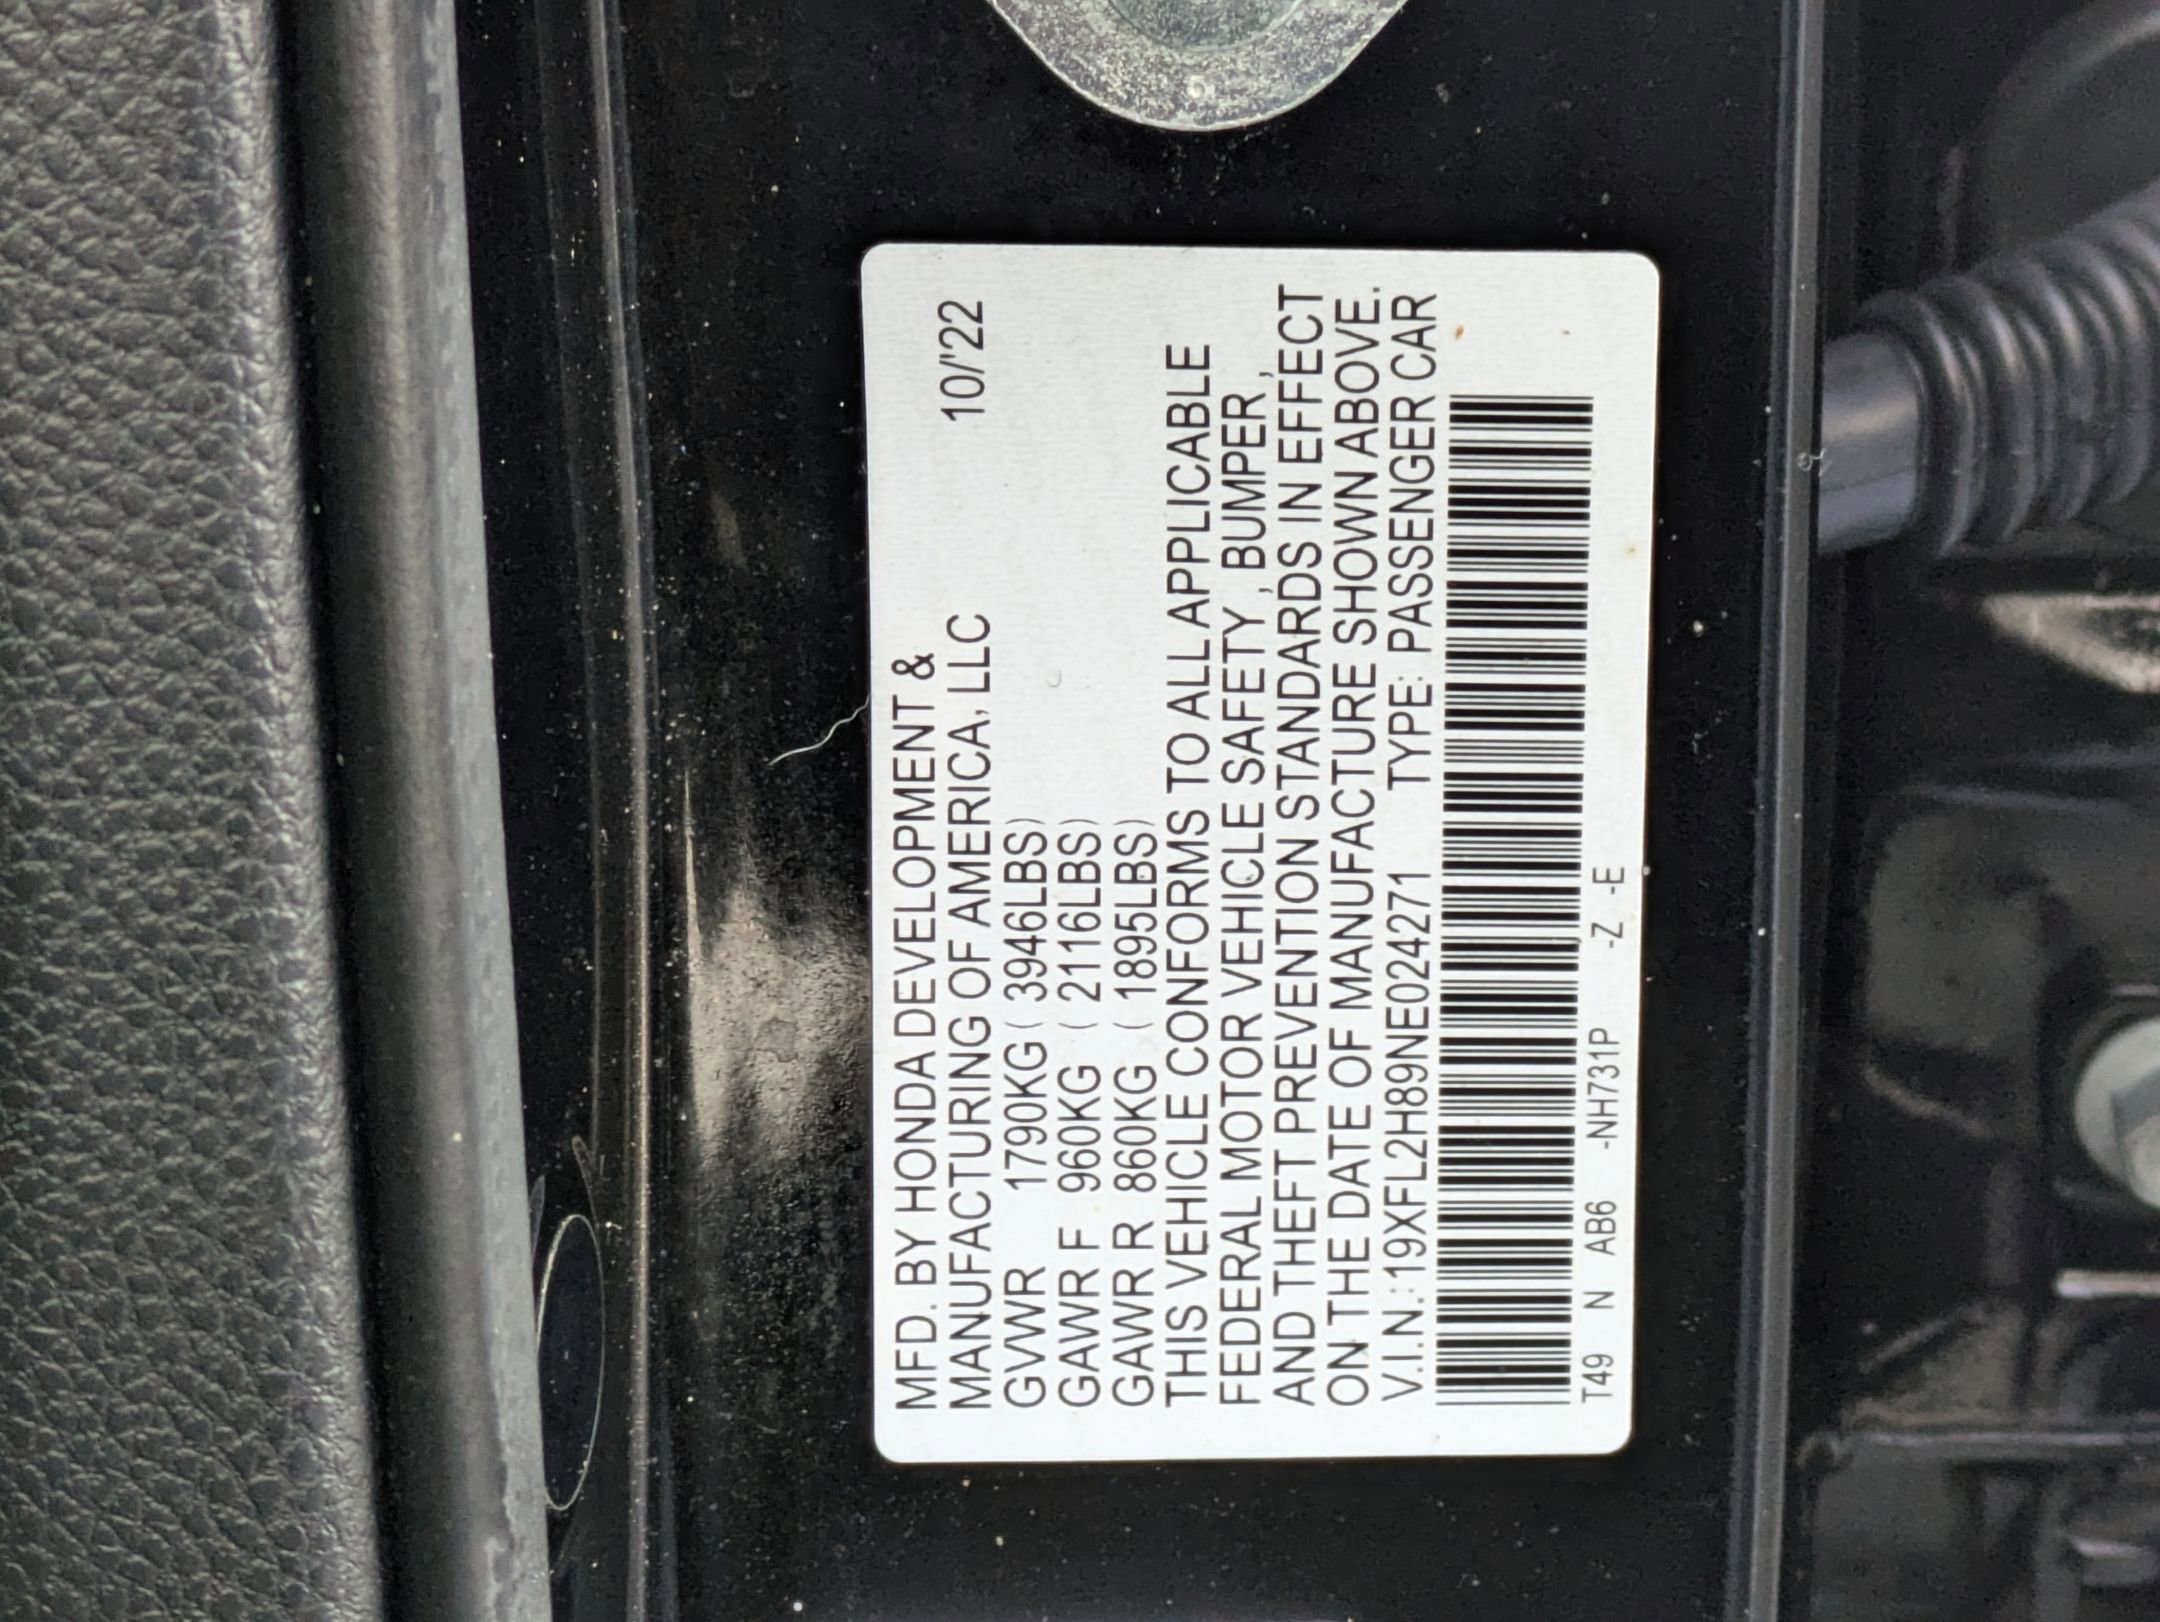 MFD. BY HONDA DEVELOPMENT &
MANUFACTURING OF AMERICA, LLC 10/'22
GVWR 1790KG ( 3946LBS)
GAWR F 960KG ( 2116LBS)
GAWR R 860KG ( 1895LBS)
THIS VEHICLE CONFORMS TO ALL APPLICABLE
FEDERAL MOTOR VEHICLE SAFETY , BUMPER ,
AND THEFT PREVENTION STANDARDS IN EFFECT
ON THE DATE OF MANUFACTURE SHOWN ABOVE.
V.I.N.:19XFL2H89NE024271 TYPE: PASSENGER CAR
T49 N AB6 -NH731P -Z -E